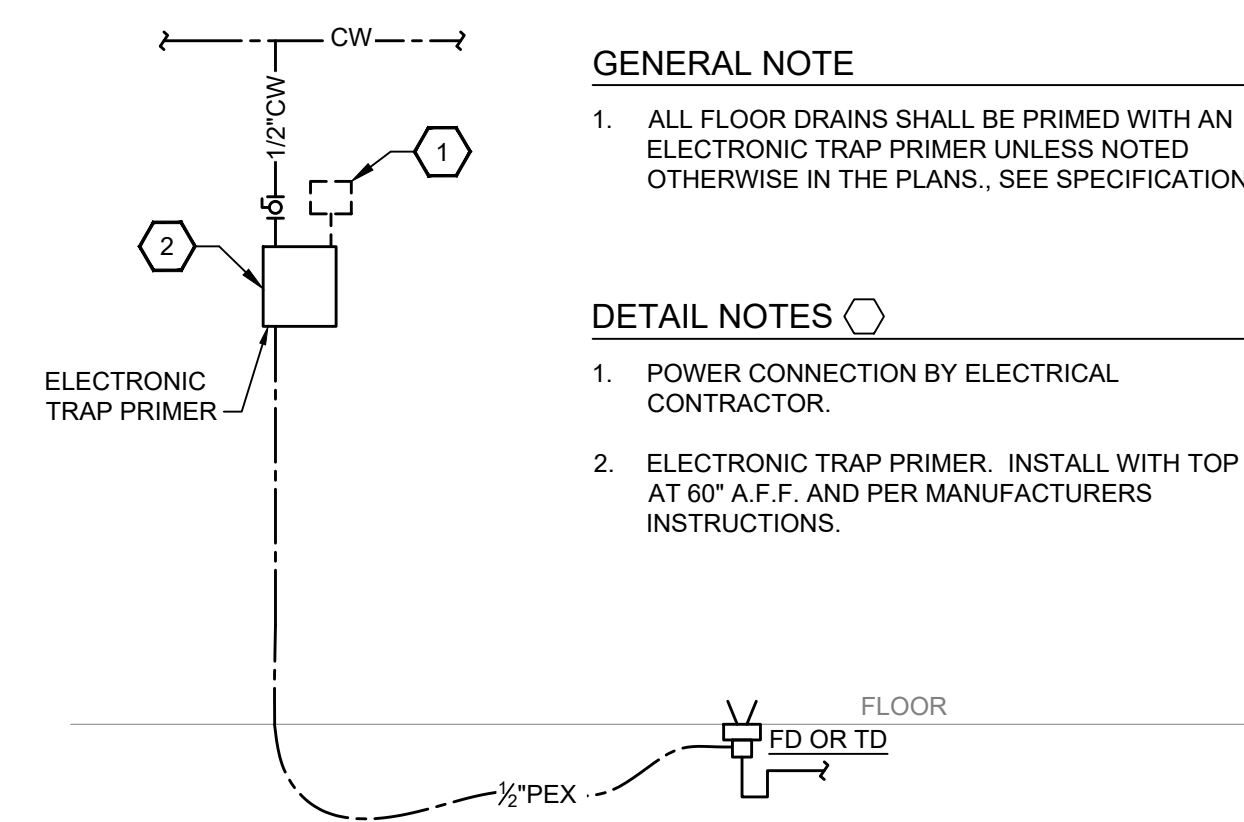 CW
1/2"CW
1
2
ELECTRONIC
TRAP PRIMER
GENERAL NOTE
1. ALL FLOOR DRAINS SHALL BE PRIMED WITH AN
ELECTRONIC TRAP PRIMER UNLESS NOTED
OTHERWISE IN THE PLANS., SEE SPECIFICATION
DETAIL NOTES
1. POWER CONNECTION BY ELECTRICAL
CONTRACTOR.
2. ELECTRONIC TRAP PRIMER. INSTALL WITH TOP
AT 60" A.F.F. AND PER MANUFACTURERS
INSTRUCTIONS.
FLOOR
FD OR TD
½"PEX